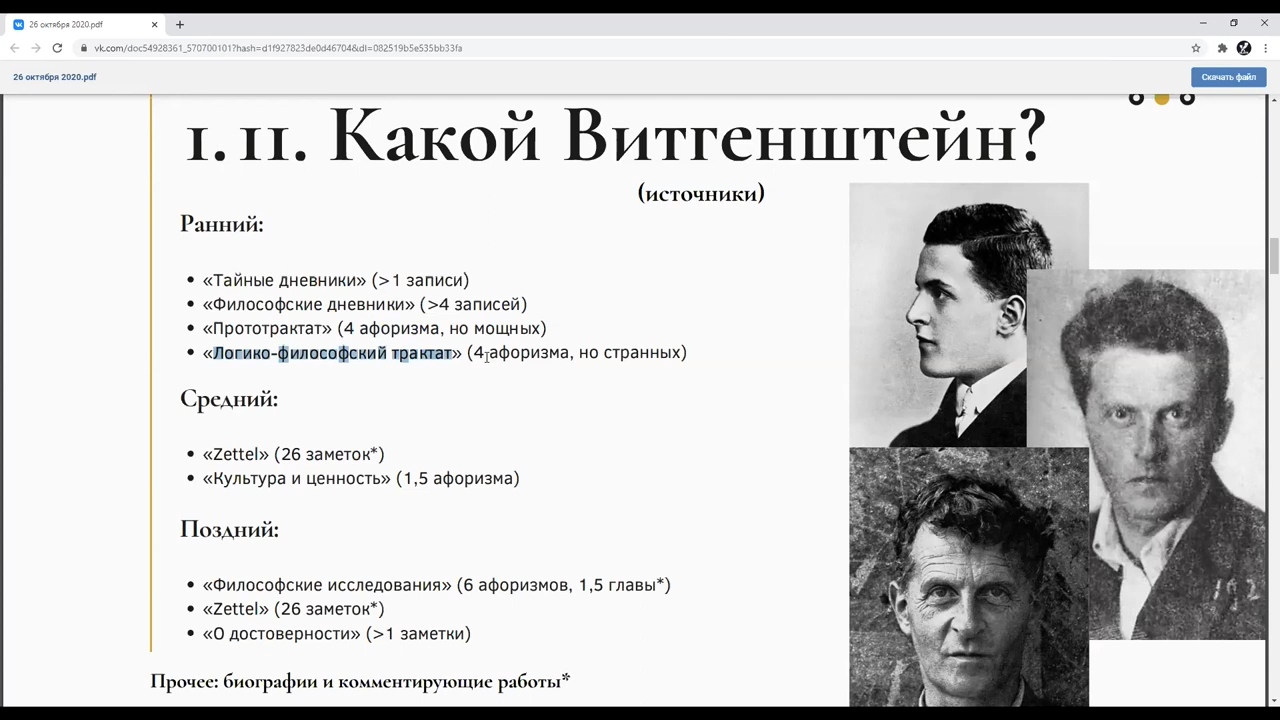 26 октября 2020.pdf
vk.com/doc54928361_570700101?hash=d1f927823de0d46704&dl=082519b5e535bb33fa
26 октября 2020.pdf
Скачать файл
1.11. Какой Витгенштейн?
(источники)
Ранний:
• «Тайные дневники» (>1 записи)
• «Философские дневники» (>4 записей)
• «Прототрактат» (4 афоризма, но мощных)
• «Логико-философский трактат» (4 афоризма, но странных)
Средний:
• «Zettel» (26 заметок*)
• «Культура и ценность» (1,5 афоризма)
Поздний:
• «Философские исследования» (6 афоризмов, 1,5 главы*)
• «Zettel» (26 заметок*)
• «О достоверности» (>1 заметки)
Прочее: биографии и комментирующие работы*